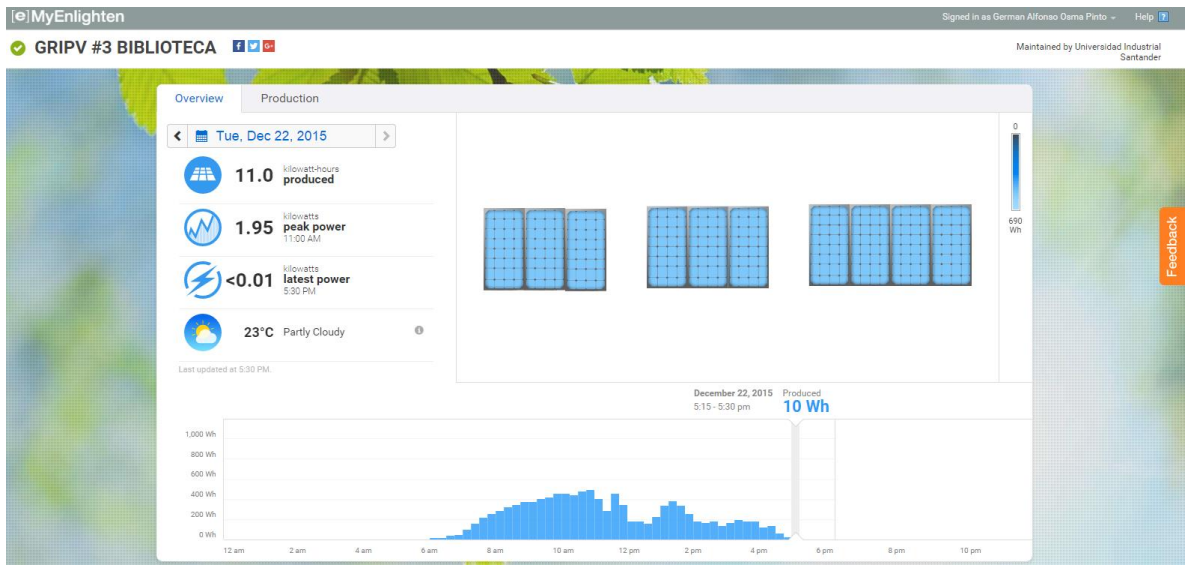 [e] MyEnlighten
Signed in as German Alfonso Osma Pinto
Help ?
GRIPV #3 BIBLIOTECA
Maintained by Universidad Industrial
Santander
Overview
Production
Tue, Dec 22, 2015
11.0 kilowatt-hours
produced
1.95 kilowatts
peak power
11:00 AM
<0.01 kilowatts
latest power
5:30 PM
23°C Partly Cloudy
Last updated at 5:30 PM.
0
690
Wh
Feedback
December 22, 2015
5:15 - 5:30 pm
Produced
10 Wh
1,000 Wh
800 Wh
600 Wh
400 Wh
200 Wh
0 Wh
12 am 2 am 4 am 6 am 8 am 10 am 12 pm 2 pm 4 pm 6 pm 8 pm 10 pm